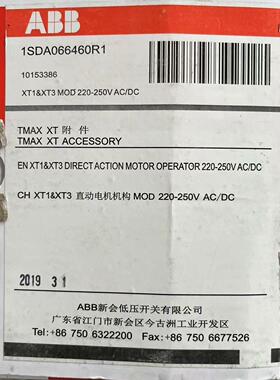 ABB
1SDA066460R1
10153386
XT1&XT3 MOD 220-250V AC/DC
TMAX XT 附 件
TMAX XT ACCESSORY
EN XT1&XT3 DIRECT ACTION MOTOR OPERATOR 220-250V AC/DC
CH XT1&XT3 直动电机机构 MOD 220-250V AC/DC
2019 3 1
ABB新会低压开关有限公司
广东省江门市新会区今古洲工业开发区
Tel:+86 750 6322200 Fax:+86 750 6677526